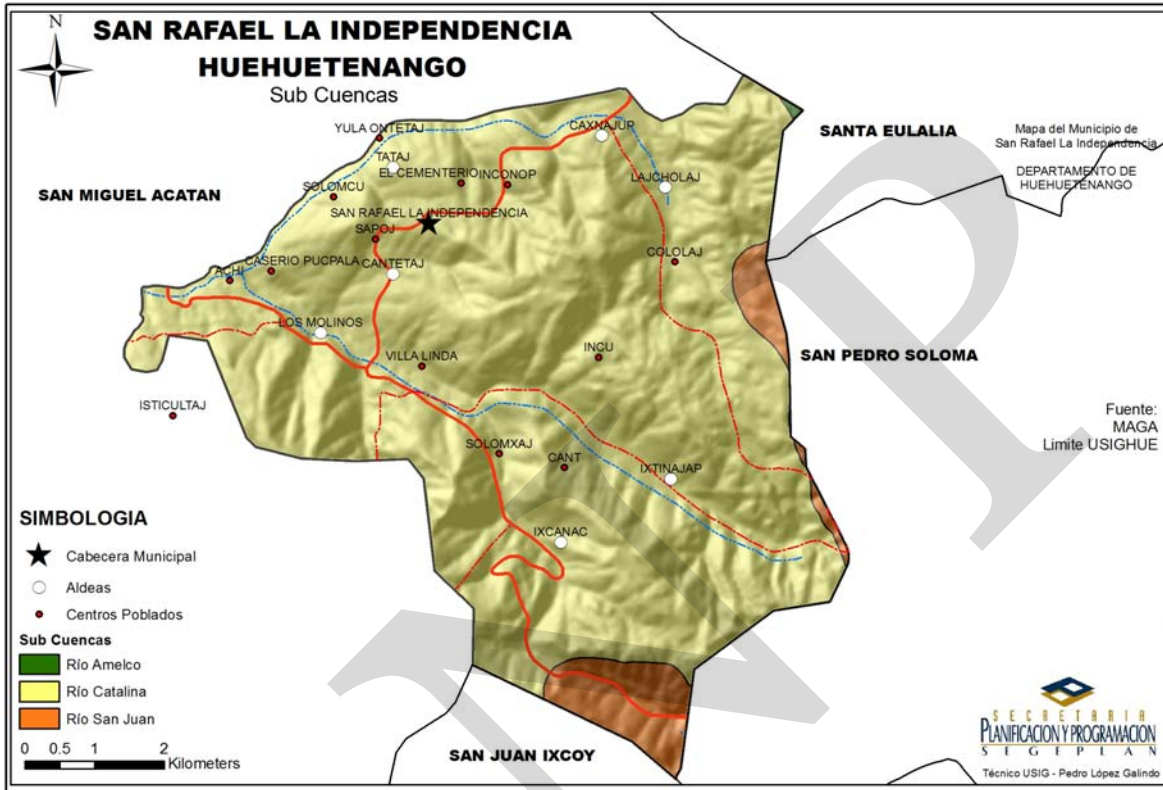 N
SAN RAFAEL LA INDEPENDENCIA
HUEHUETENANGO
Sub Cuencas
SANTA EULALIA
Mapa del Municipio de
San Rafael La Independencia
DEPARTAMENTO DE
HUEHUETENANGO
SAN MIGUEL ACATAN
YULA ONTETAJ
CAXNAJUP
TATAJ
EL CEMENTERIO
INCONOP
LAJCHOLAJ
SOLOMCU
SAN RAFAEL LA INDEPENDENCIA
SAPOJ
COLOLAJ
CASERIO PUCPALA
ACHI
CANTETAJ
LOS MOLINOS
VILLA LINDA
INCU
SAN PEDRO SOLOMA
ISTICULTAJ
Fuente:
MAGA
Limite USIGHUE
SOLOMXAJ
CANT
IXTINAJAP
IXCANAC
SIMBOLOGIA
Cabecera Municipal
Aldeas
Centros Poblados
Sub Cuencas
Río Amelco
Río Catalina
Río San Juan
0 0.5 1 2
Kilometers
SAN JUAN IXCOY
SECRETARIA
PLANIFICACION Y PROGRAMACION
SEGEPLAN
Técnico USIG - Pedro López Galindo